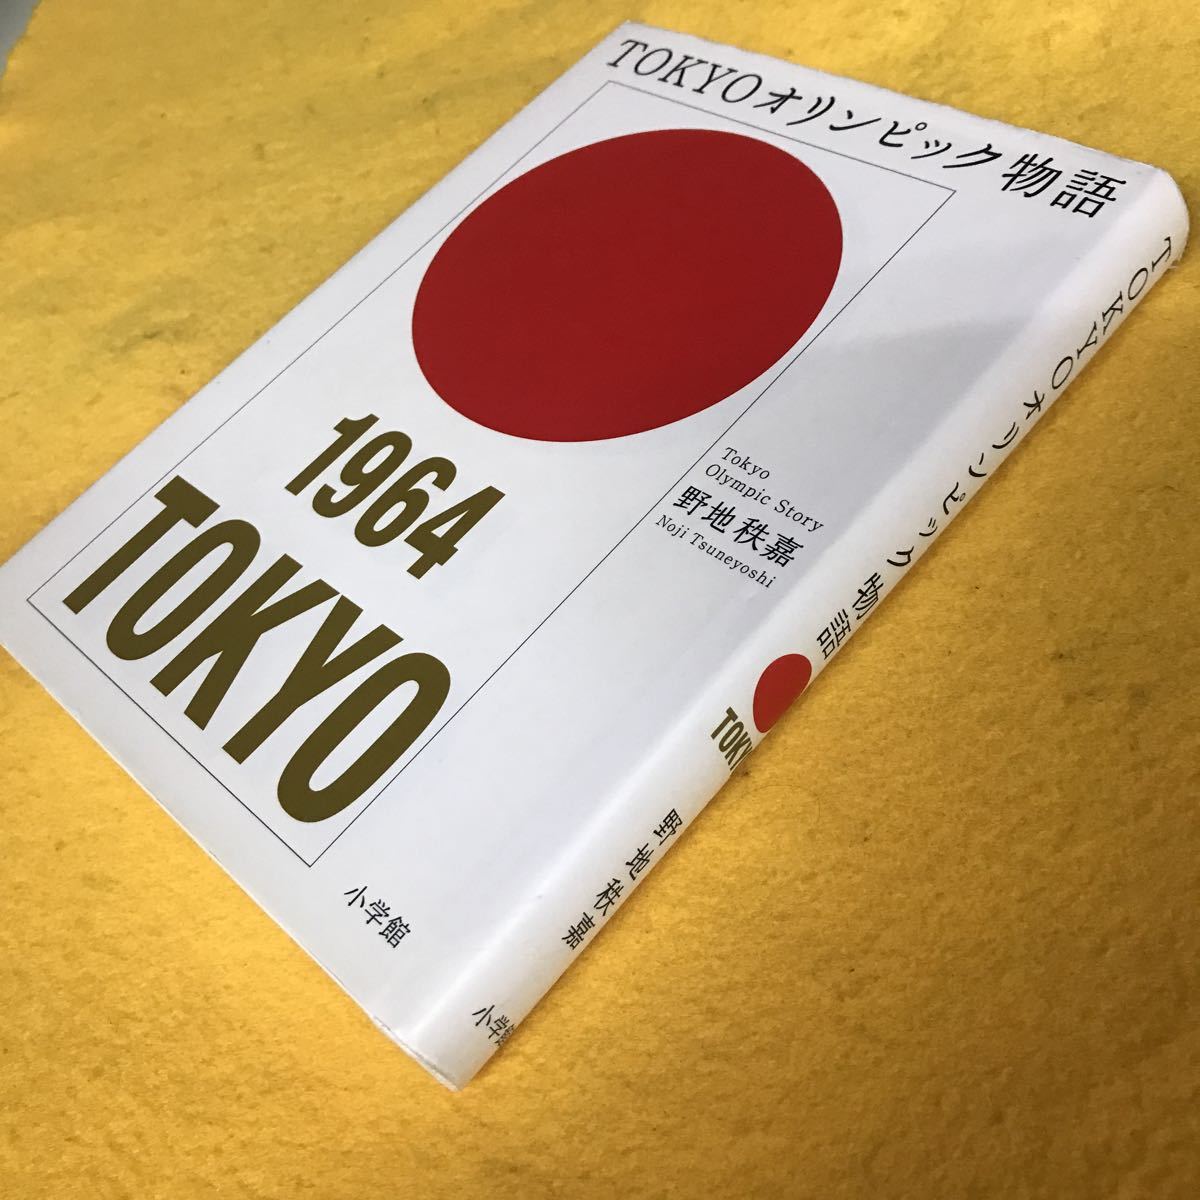 TOKYOオリンピック物語
1964
TOKYO
Tokyo
Olympic Story
野地秩嘉
Noji Tsuneyoshi
小学館
TOKYOオリンピック物語
TOKY
野地秩嘉
小学館